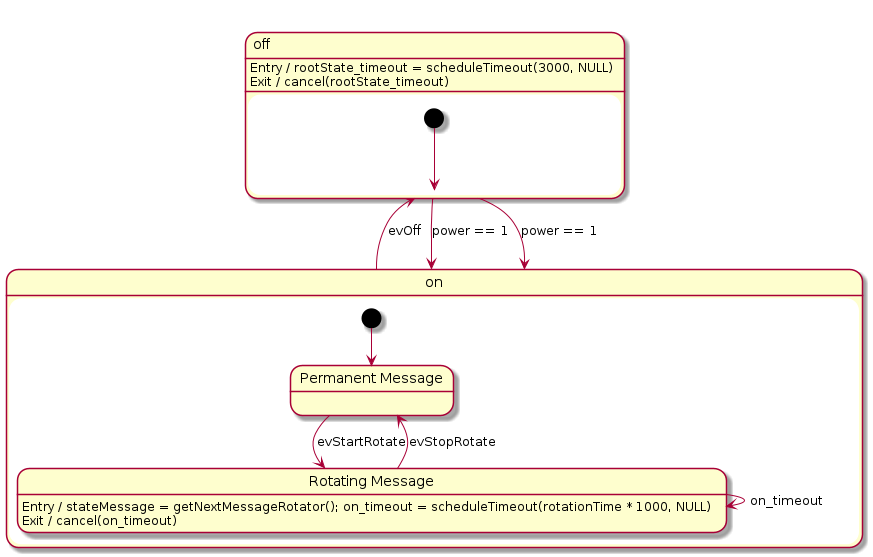 off
Entry / rootState_timeout = scheduleTimeout(3000, NULL)
Exit / cancel(rootState_timeout)
evOff
power == 1
power == 1
on
Permanent Message
evStartRotate
evStopRotate
Rotating Message
Entry / stateMessage = getNextMessageRotator(); on_timeout = scheduleTimeout(rotationTime * 1000, NULL)
Exit / cancel(on_timeout)
on_timeout